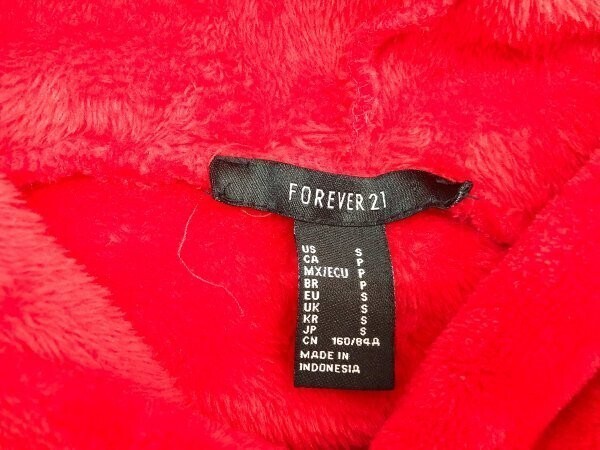 FOREVER 21
US S
CA P
MX/ECU P
BR P
EU S
UK S
KR S
JP S
CN 160/84A
MADE IN
INDONESIA